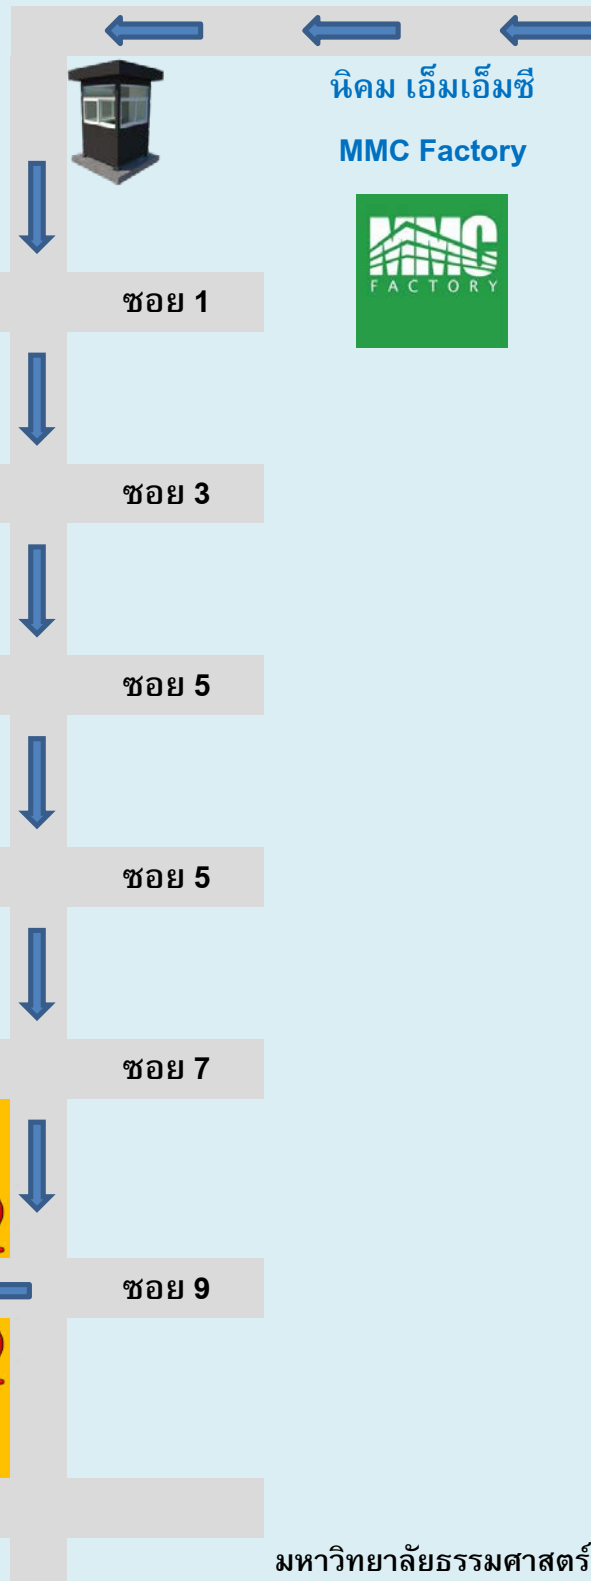 นิคม เอ็มเอ็มซี
MMC Factory
MMC
FACTORY
ซอย 1
ซอย 3
ซอย 5
ซอย 5
ซอย 7
ซอย 9
มหาวิทยาลัยธรรมศาสตร์